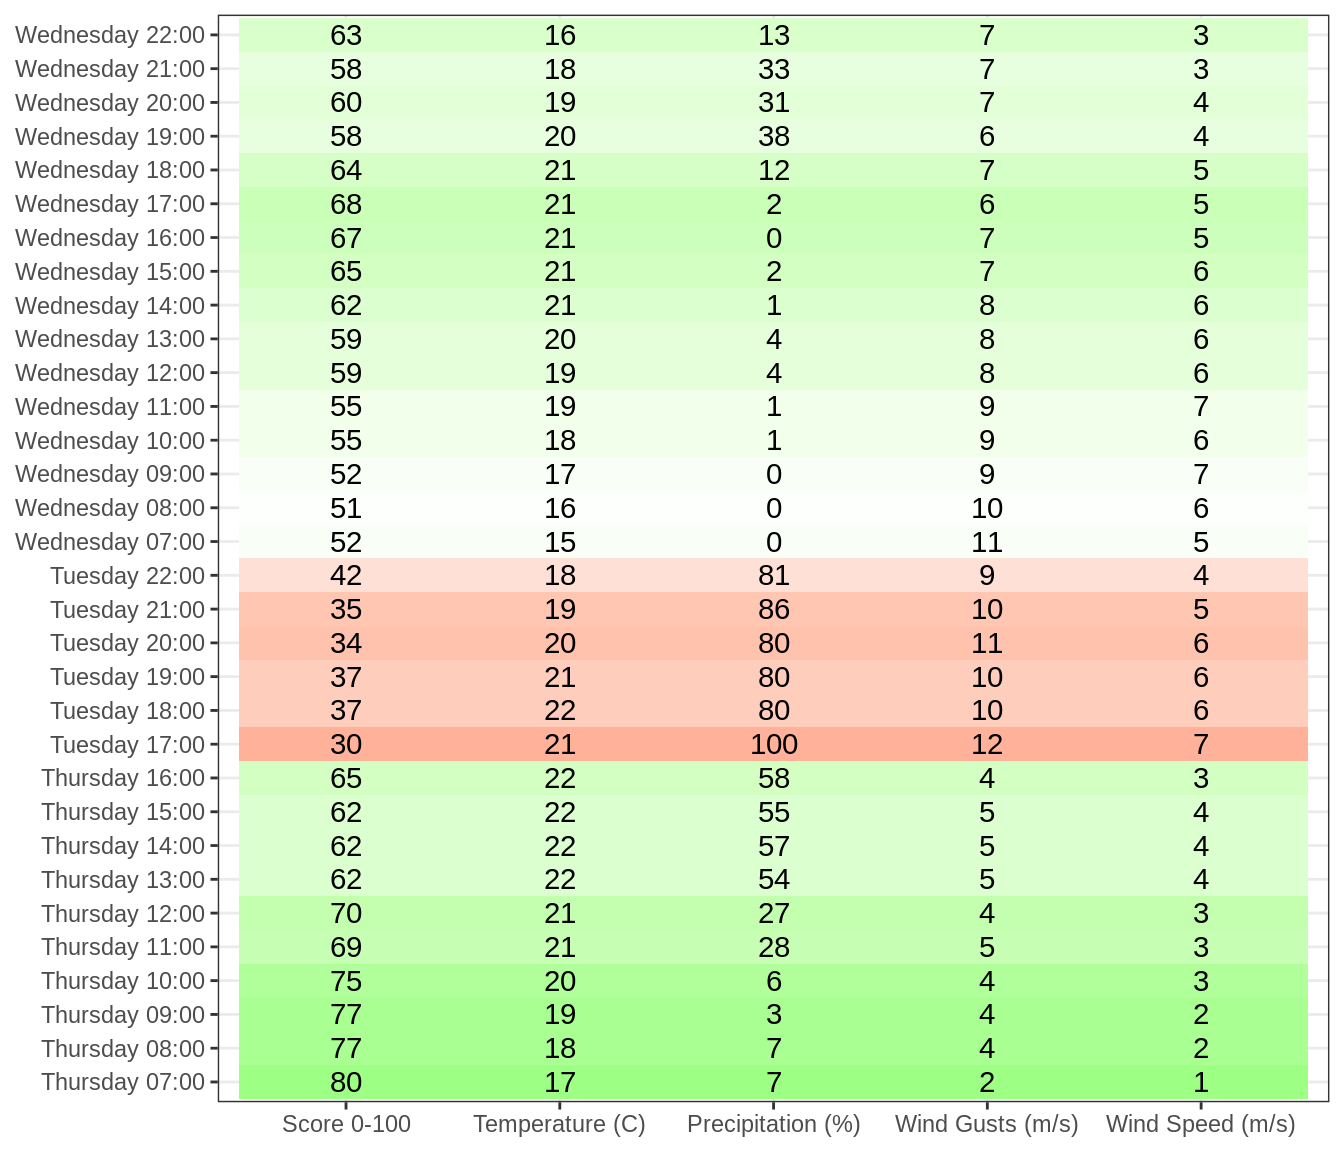 Wednesday 22:00 63 16 13 7 3
Wednesday 21:00 58 18 33 7 3
Wednesday 20:00 60 19 31 7 4
Wednesday 19:00 58 20 38 6 4
Wednesday 18:00 64 21 12 7 5
Wednesday 17:00 68 21 2 6 5
Wednesday 16:00 67 21 0 7 5
Wednesday 15:00 65 21 2 7 6
Wednesday 14:00 62 21 1 8 6
Wednesday 13:00 59 20 4 8 6
Wednesday 12:00 59 19 4 8 6
Wednesday 11:00 55 19 1 9 7
Wednesday 10:00 55 18 1 9 6
Wednesday 09:00 52 17 0 9 7
Wednesday 08:00 51 16 0 10 6
Wednesday 07:00 52 15 0 11 5
Tuesday 22:00 42 18 81 9 4
Tuesday 21:00 35 19 86 10 5
Tuesday 20:00 34 20 80 11 6
Tuesday 19:00 37 21 80 10 6
Tuesday 18:00 37 22 80 10 6
Tuesday 17:00 30 21 100 12 7
Thursday 16:00 65 22 58 4 3
Thursday 15:00 62 22 55 5 4
Thursday 14:00 62 22 57 5 4
Thursday 13:00 62 22 54 5 4
Thursday 12:00 70 21 27 4 3
Thursday 11:00 69 21 28 5 3
Thursday 10:00 75 20 6 4 3
Thursday 09:00 77 19 3 4 2
Thursday 08:00 77 18 7 4 2
Thursday 07:00 80 17 7 2 1
Score 0-100 Temperature (C) Precipitation (%) Wind Gusts (m/s) Wind Speed (m/s)